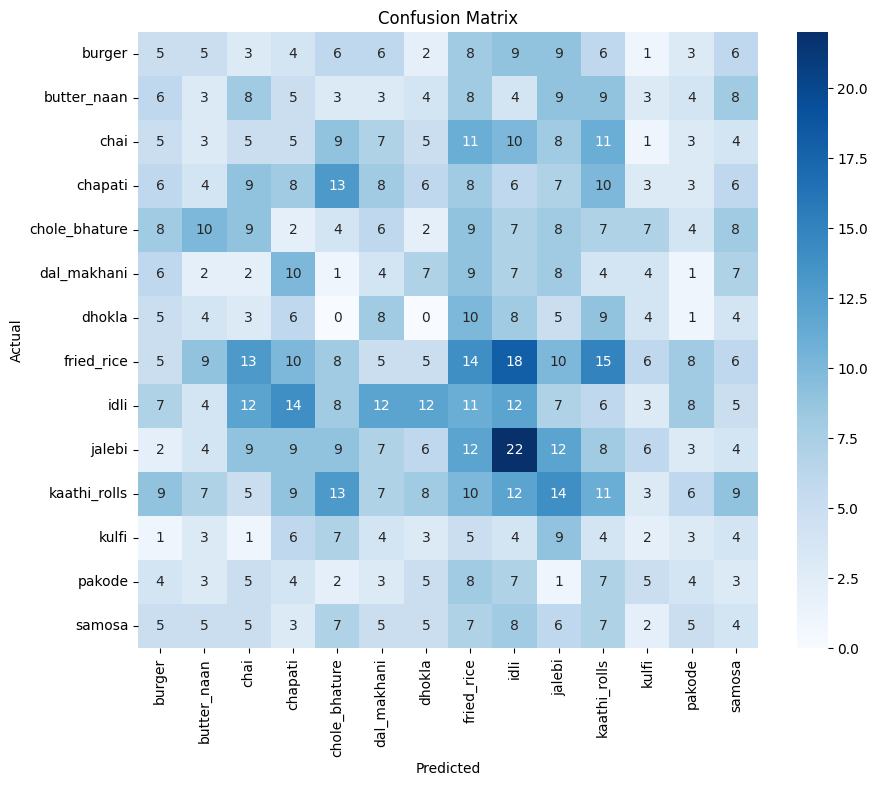 Confusion Matrix
burger 5 5 3 4 6 6 2 8 9 9 6 1 3 6
butter_naan 6 3 8 5 3 3 4 8 4 9 9 3 4 8
chai 5 3 5 5 9 7 5 11 10 8 11 1 3 4
chapati 6 4 9 8 13 8 6 8 6 7 10 3 3 6
chole_bhature 8 10 9 2 4 6 2 9 7 8 7 7 4 8
dal_makhani 6 2 2 10 1 4 7 9 7 8 4 4 1 7
dhokla 5 4 3 6 0 8 0 10 8 5 9 4 1 4
fried_rice 5 9 13 10 8 5 5 14 18 10 15 6 8 6
idli 7 4 12 14 8 12 12 11 12 7 6 3 8 5
jalebi 2 4 9 9 9 7 6 12 22 12 8 6 3 4
kaathi_rolls 9 7 5 9 13 7 8 10 12 14 11 3 6 9
kulfi 1 3 1 6 7 4 3 5 4 9 4 2 3 4
pakode 4 3 5 4 2 3 5 8 7 1 7 5 4 3
samosa 5 5 5 3 7 5 5 7 8 6 7 2 5 4
burger butter_naan chai chapati chole_bhature dal_makhani dhokla fried_rice idli jalebi kaathi_rolls kulfi pakode samosa
Predicted
Actual
20.0
17.5
15.0
12.5
10.0
7.5
5.0
2.5
0.0